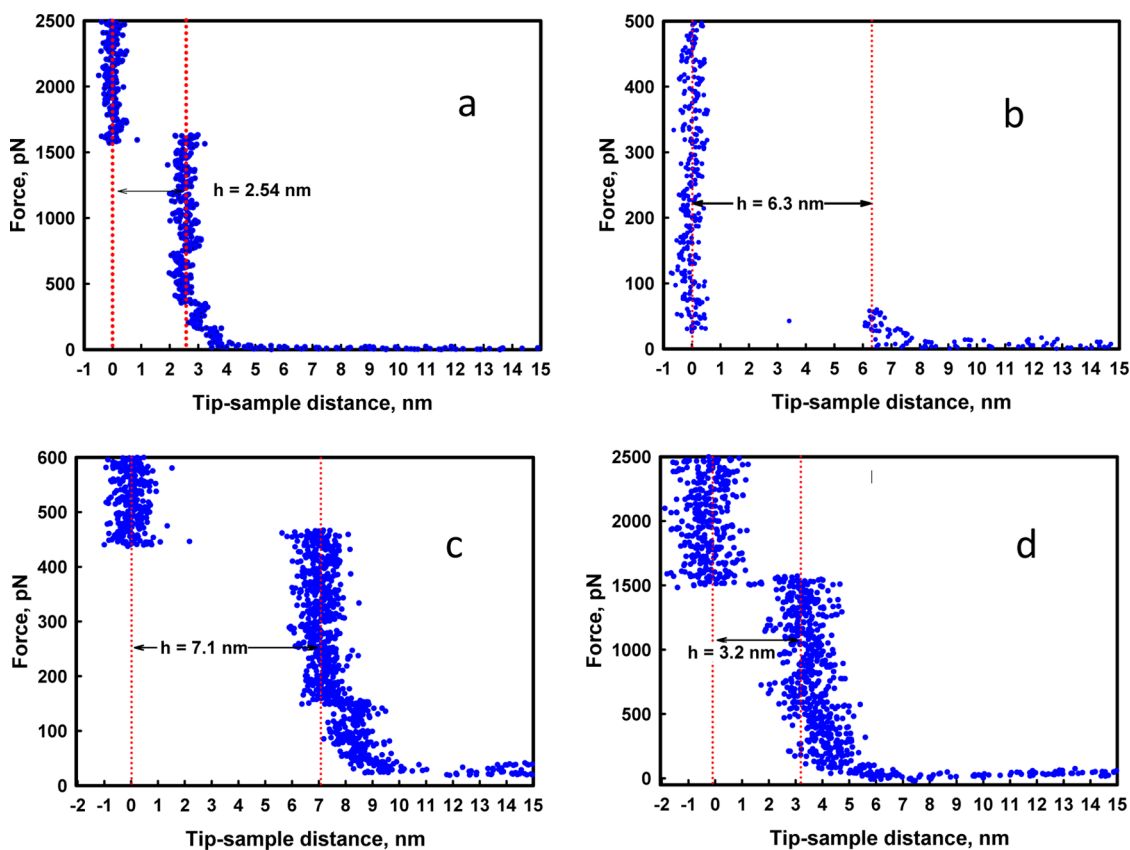 2500
2000
1500
1000
500
0
Force, pN
a
h = 2.54 nm
-1 0 1 2 3 4 5 6 7 8 9 10 11 12 13 14 15
Tip-sample distance, nm
500
400
300
200
100
0
Force, pN
b
h = 6.3 nm
-1 0 1 2 3 4 5 6 7 8 9 10 11 12 13 14 15
Tip-sample distance, nm
600
500
400
300
200
100
0
Force, pN
c
h = 7.1 nm
-2 -1 0 1 2 3 4 5 6 7 8 9 10 11 12 13 14 15
Tip-sample distance, nm
2500
2000
1500
1000
500
0
Force, pN
d
h = 3.2 nm
-2 -1 0 1 2 3 4 5 6 7 8 9 10 11 12 13 14 15
Tip-sample distance, nm